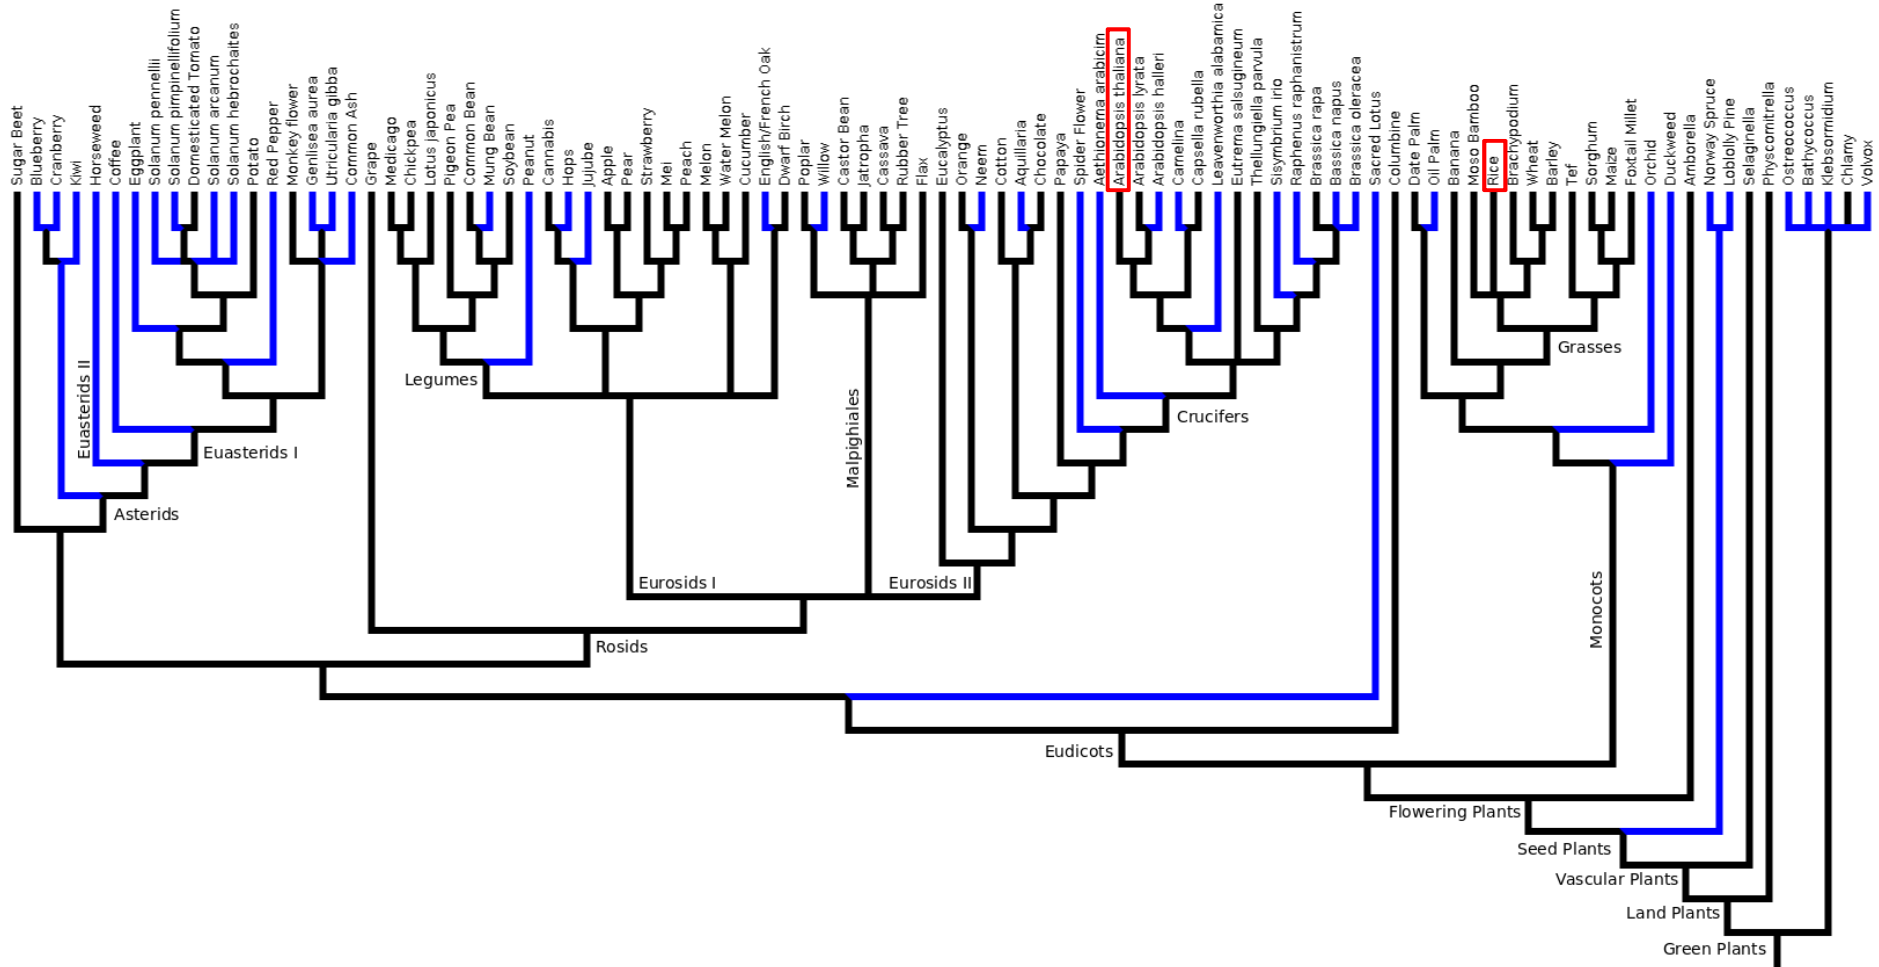 Sugar Beet
Blueberry
Cranberry
Kiwi
Horseweed
Coffee
Eggplant
Solanum pennellii
Solanum pimpinellifolium
Domesticated Tomato
Solanum arcanum
Solanum hebrochaites
Potato
Red Pepper
Monkey flower
Genlisea aurea
Utricularia gibba
Common Ash
Grape
Medicago
Chickpea
Lotus japonicus
Pigeon Pea
Common Bean
Mung Bean
Soybean
Peanut
Cannabis
Hops
Jujube
Apple
Pear
Strawberry
Mei
Peach
Melon
Water Melon
Cucumber
English/French Oak
Dwarf Birch
Poplar
Willow
Castor Bean
Jatropha
Cassava
Rubber Tree
Flax
Eucalyptus
Orange
Neem
Cotton
Aquillaria
Chocolate
Papaya
Spider Flower
Aethionema arabicim
Arabidopsis thaliana
Arabidopsis lyrata
Arabidopsis halleri
Camelina
Capsella rubella
Leavenworthia alabamica
Eutrema salsugineum
Thellungiella parvula
Sisymbrium irio
Raphenus raphanistrum
Brassica rapa
Bassica napus
Brassica oleracea
Sacred Lotus
Columbine
Date Palm
Oil Palm
Banana
Moso Bamboo
Rice
Brachypodium
Wheat
Barley
Tef
Sorghum
Maize
Foxtail Millet
Orchid
Duckweed
Amborella
Norway Spruce
Loblolly Pine
Selaginella
Physcomitrella
Ostreococcus
Bathycoccus
Klebsormidium
Chlamy
Volvox
Grasses
Legumes
Euasterids II
Crucifers
Malpighiales
Euasterids I
Asterids
Eurosids I
Eurosids II
Monocots
Rosids
Eudicots
Flowering Plants
Seed Plants
Vascular Plants
Land Plants
Green Plants